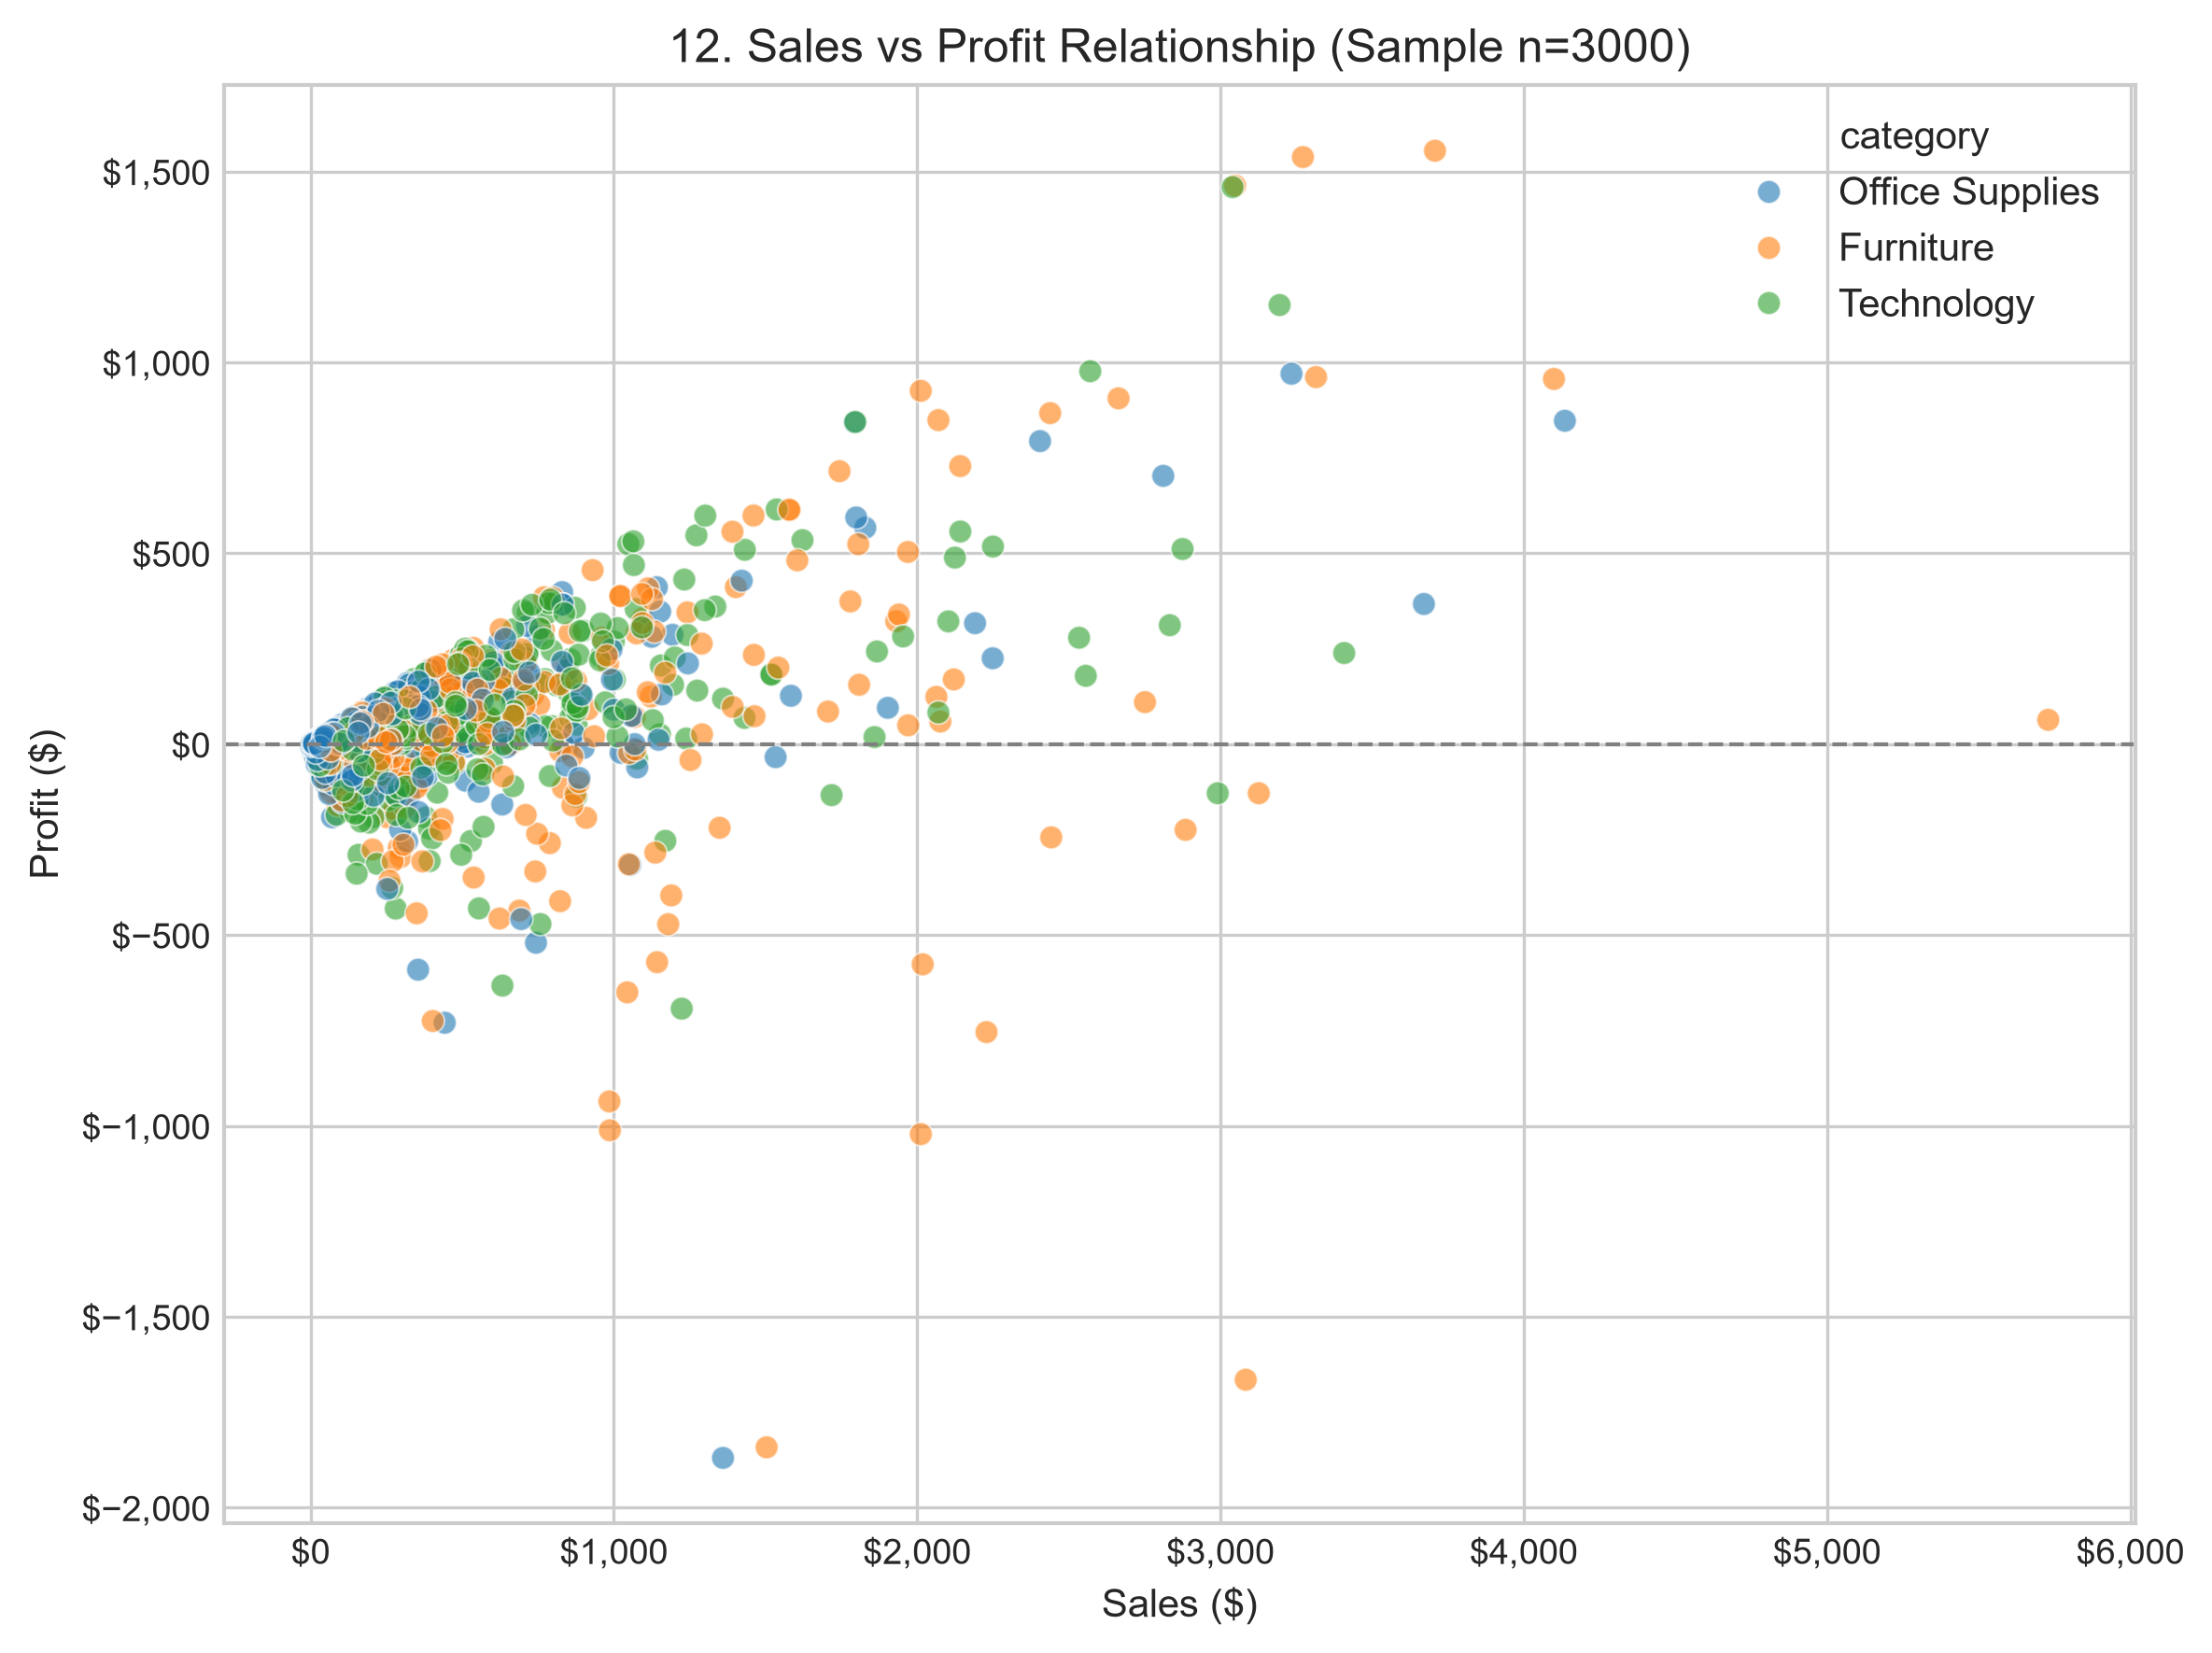 12. Sales vs Profit Relationship (Sample n=3000)
category
Office Supplies
Furniture
Technology
$1,500
$1,000
$500
$0
$−500
$−1,000
$−1,500
$−2,000
Profit ($)
$0 $1,000 $2,000 $3,000 $4,000 $5,000 $6,000
Sales ($)